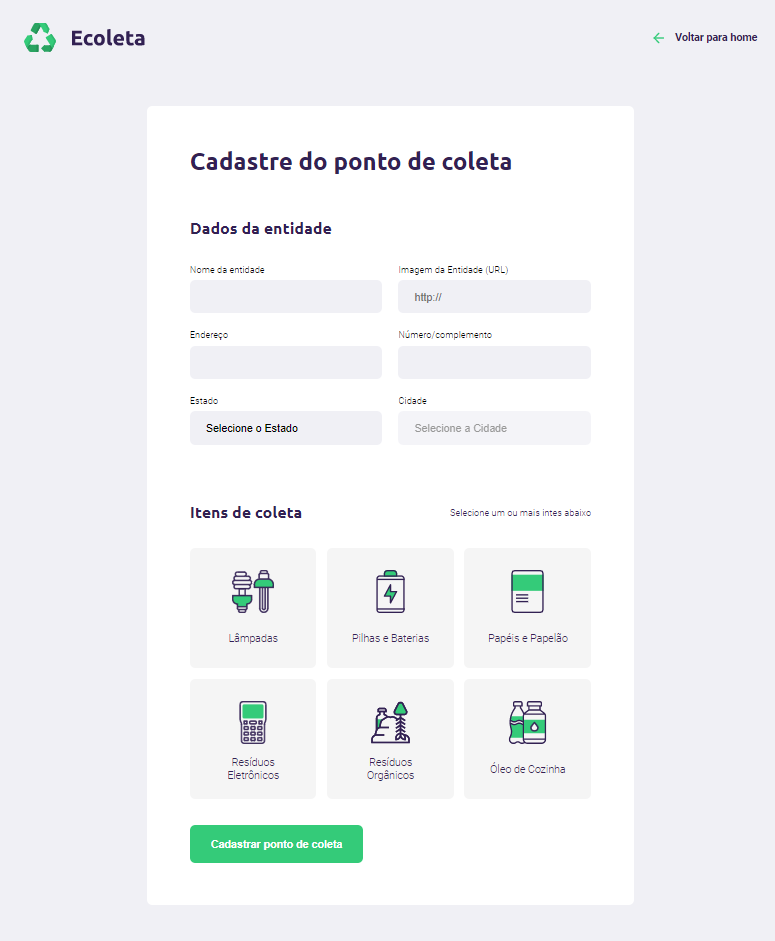 Ecoleta
Voltar para home
Cadastre do ponto de coleta
Dados da entidade
Nome da entidade
Imagem da Entidade (URL)
http://
Endereço
Número/complemento
Estado
Cidade
Selecione o Estado
Selecione a Cidade
Itens de coleta
Selecione um ou mais intes abaixo
Lâmpadas
Pilhas e Baterias
Papéis e Papelão
Resíduos
Eletrônicos
Resíduos
Orgânicos
Óleo de Cozinha
Cadastrar ponto de coleta